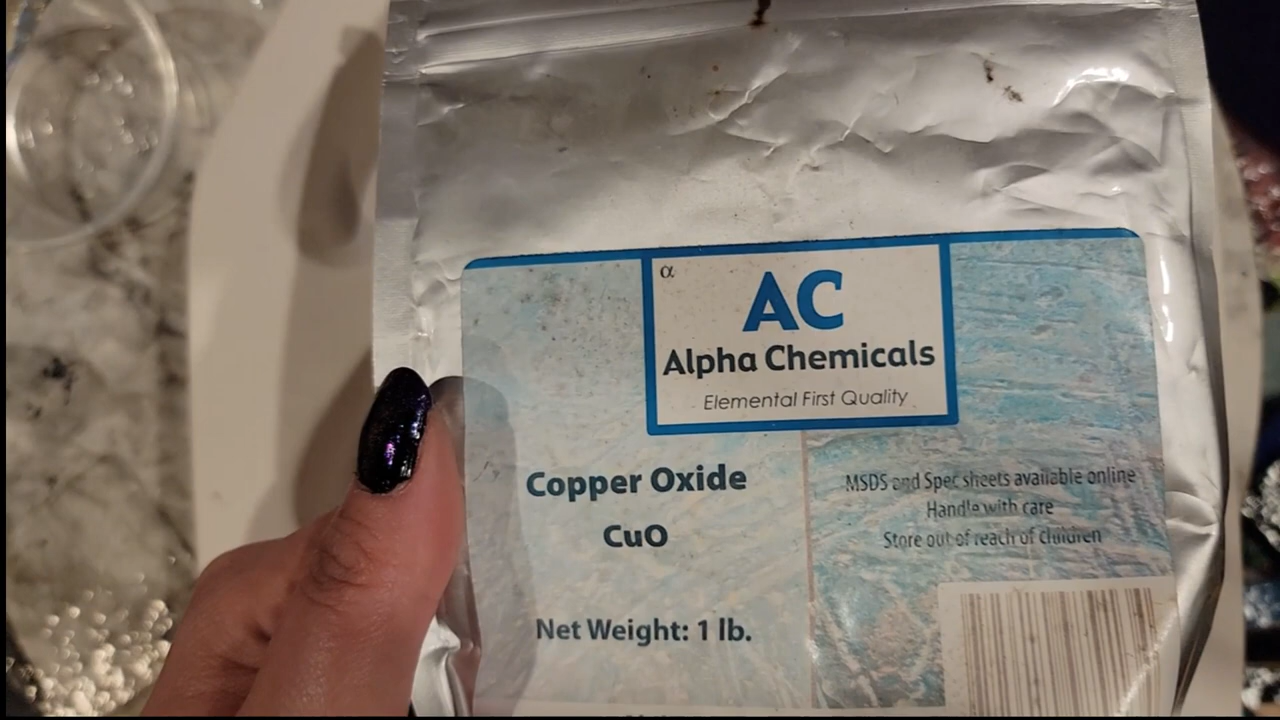 α
AC
Alpha Chemicals
Elemental First Quality
Copper Oxide
CuO
Net Weight: 1 lb.
MSDS and Spec sheets available online
Handle with care
Store out of reach of children